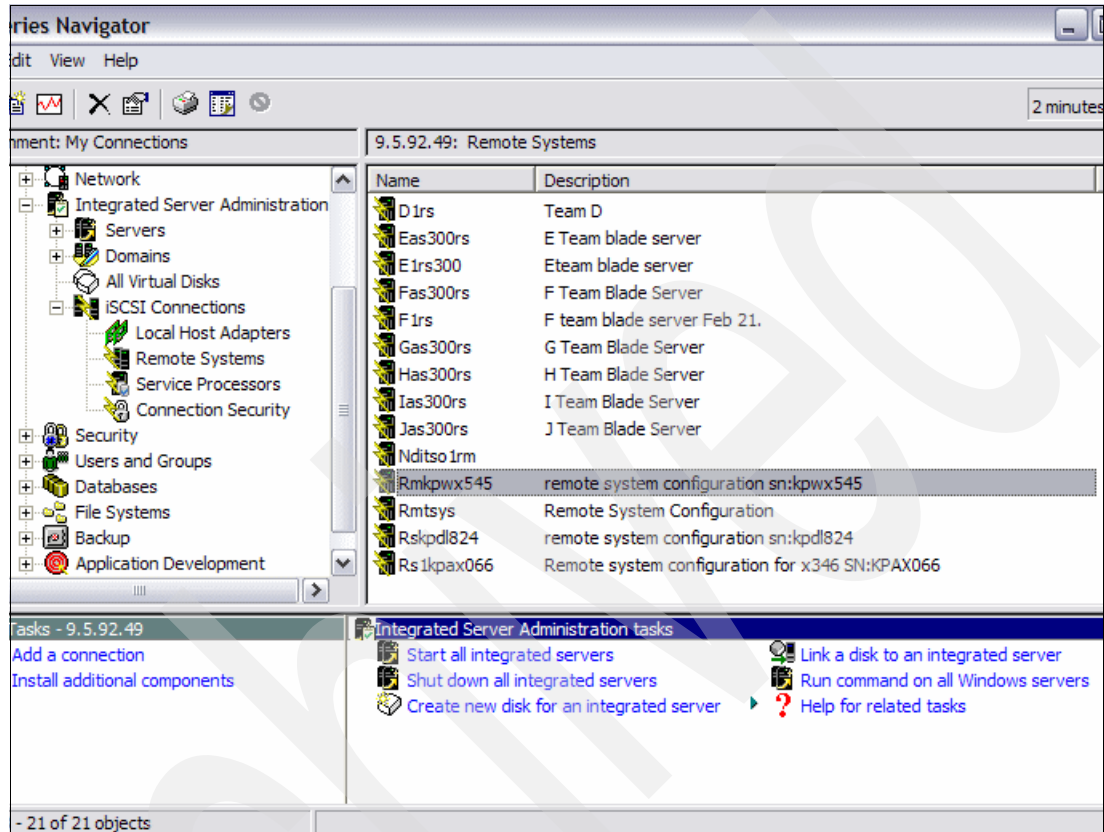 ries Navigator
dit View Help
2 minutes
nment: My Connections
9.5.92.49: Remote Systems
Network
Integrated Server Administration
Servers
Domains
All Virtual Disks
iSCSI Connections
Local Host Adapters
Remote Systems
Service Processors
Connection Security
Security
Users and Groups
Databases
File Systems
Backup
Application Development
Name Description
D1rs Team D
Eas300rs E Team blade server
E1rs300 Eteam blade server
Fas300rs F Team Blade Server
F1rs F team blade server Feb 21.
Gas300rs G Team Blade Server
Has300rs H Team Blade Server
Ias300rs I Team Blade Server
Jas300rs J Team Blade Server
Nditso1rm
Rmkpwx545 remote system configuration sn:kpwx545
Rmtsys Remote System Configuration
Rskpdl824 remote system configuration sn:kpdl824
Rs1kpax066 Remote system configuration for x346 SN:KPAX066
Tasks - 9.5.92.49
Add a connection
Install additional components
Integrated Server Administration tasks
Start all integrated servers
Shut down all integrated servers
Create new disk for an integrated server
Link a disk to an integrated server
Run command on all Windows servers
Help for related tasks
- 21 of 21 objects